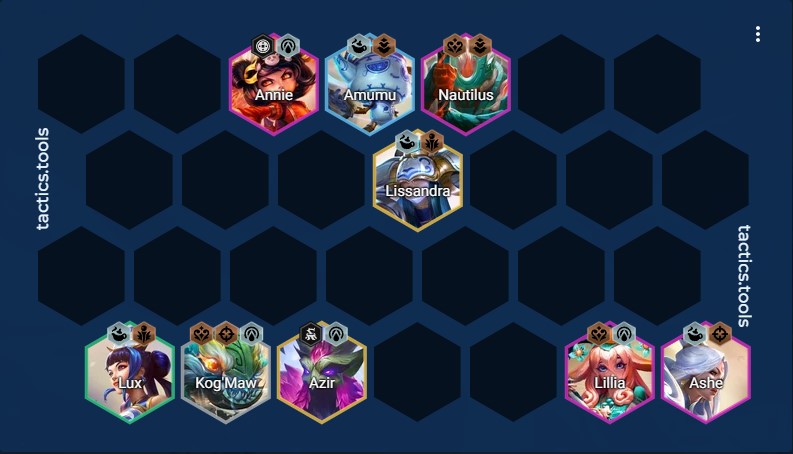 Annie
Amumu
Nautilus
tactics.tools
Lissandra
tactics.tools
Lux
Kog'Maw
Azir
Lillia
Ashe